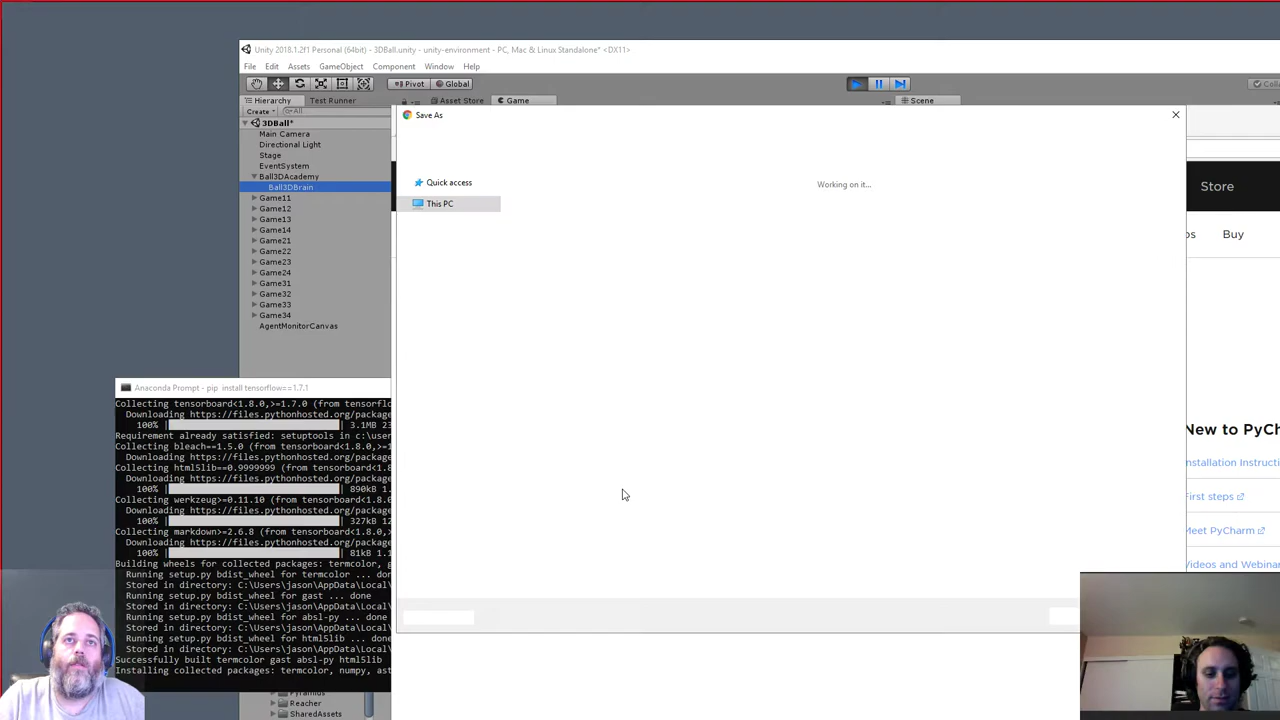 Unity 2018.1.2f1 Personal (64bit) - 3DBall.unity - unity-environment - PC, Mac & Linux Standalone* <DX11>
File Edit Assets GameObject Component Window Help
Pivot Global
Hierarchy Test Runner Asset Store Game Scene
Create All
3DBall*
Main Camera
Directional Light
Stage
EventSystem
Ball3DAcademy
Ball3DBrain
Game11
Game12
Game13
Game14
Game21
Game22
Game23
Game24
Game31
Game32
Game33
Game34
AgentMonitorCanvas
Save As
Quick access
This PC
Working on it...
Store
Buy
New to PyCh
Installation Instructi
First steps
Meet PyCharm
Videos and Webinar
Anaconda Prompt - pip install tensorflow==1.7.1
Collecting tensorboard<1.8.0,>=1.7.0 (from tensorfl
Downloading https://files.pythonhosted.org/package
100% | | 3.1MB 23
Requirement already satisfied: setuptools in c:\use
Collecting bleach==1.5.0 (from tensorboard<1.8.0,>=1
Downloading https://files.pythonhosted.org/package
Collecting html5lib==0.9999999 (from tensorboard<1.8
Downloading https://files.pythonhosted.org/package
100% | | 890kB 1.
Collecting werkzeug>=0.11.10 (from tensorboard<1.8.0
Downloading https://files.pythonhosted.org/package
100% | | 327kB 12
Collecting markdown>=2.6.8 (from tensorboard<1.8.0,
Downloading https://files.pythonhosted.org/package
100% | | 81kB 1.1
Building wheels for collected packages: termcolor, g
Running setup.py bdist_wheel for termcolor ... don
Stored in directory: C:\Users\jason\AppData\Local\
Running setup.py bdist_wheel for gast ... done
Stored in directory: C:\Users\jason\AppData\Local\
Running setup.py bdist_wheel for absl-py ... done
Stored in directory: C:\Users\jason\AppData\Local\
Running setup.py bdist_wheel for html5lib ... done
Stored in directory: C:\Users\jason\AppData\Local\
Successfully built termcolor gast absl-py html5lib
Installing collected packages: termcolor, numpy, ast
Pyramids
Reacher
SharedAssets